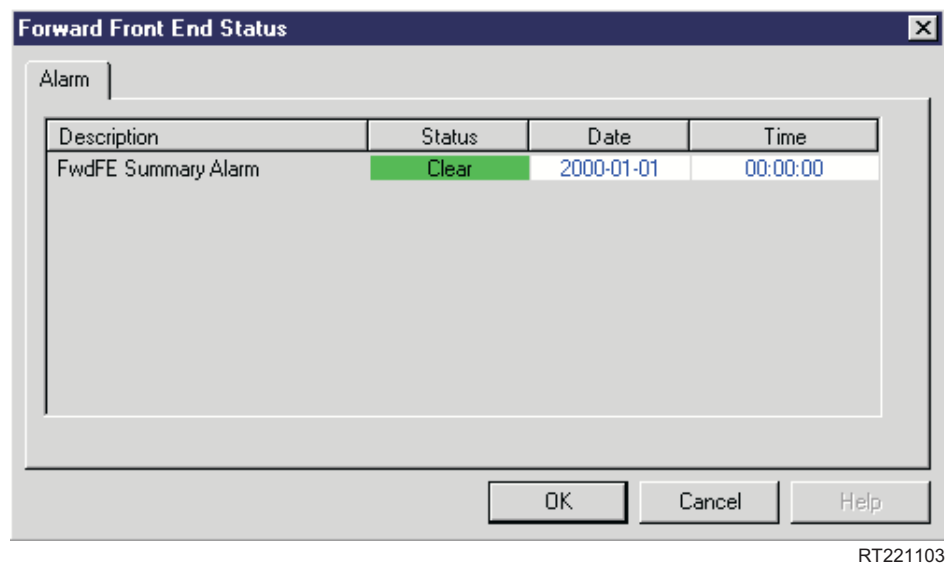 Forward Front End Status
Alarm
Description Status Date Time
FwdFE Summary Alarm Clear 2000-01-01 00:00:00
OK Cancel Help
RT221103